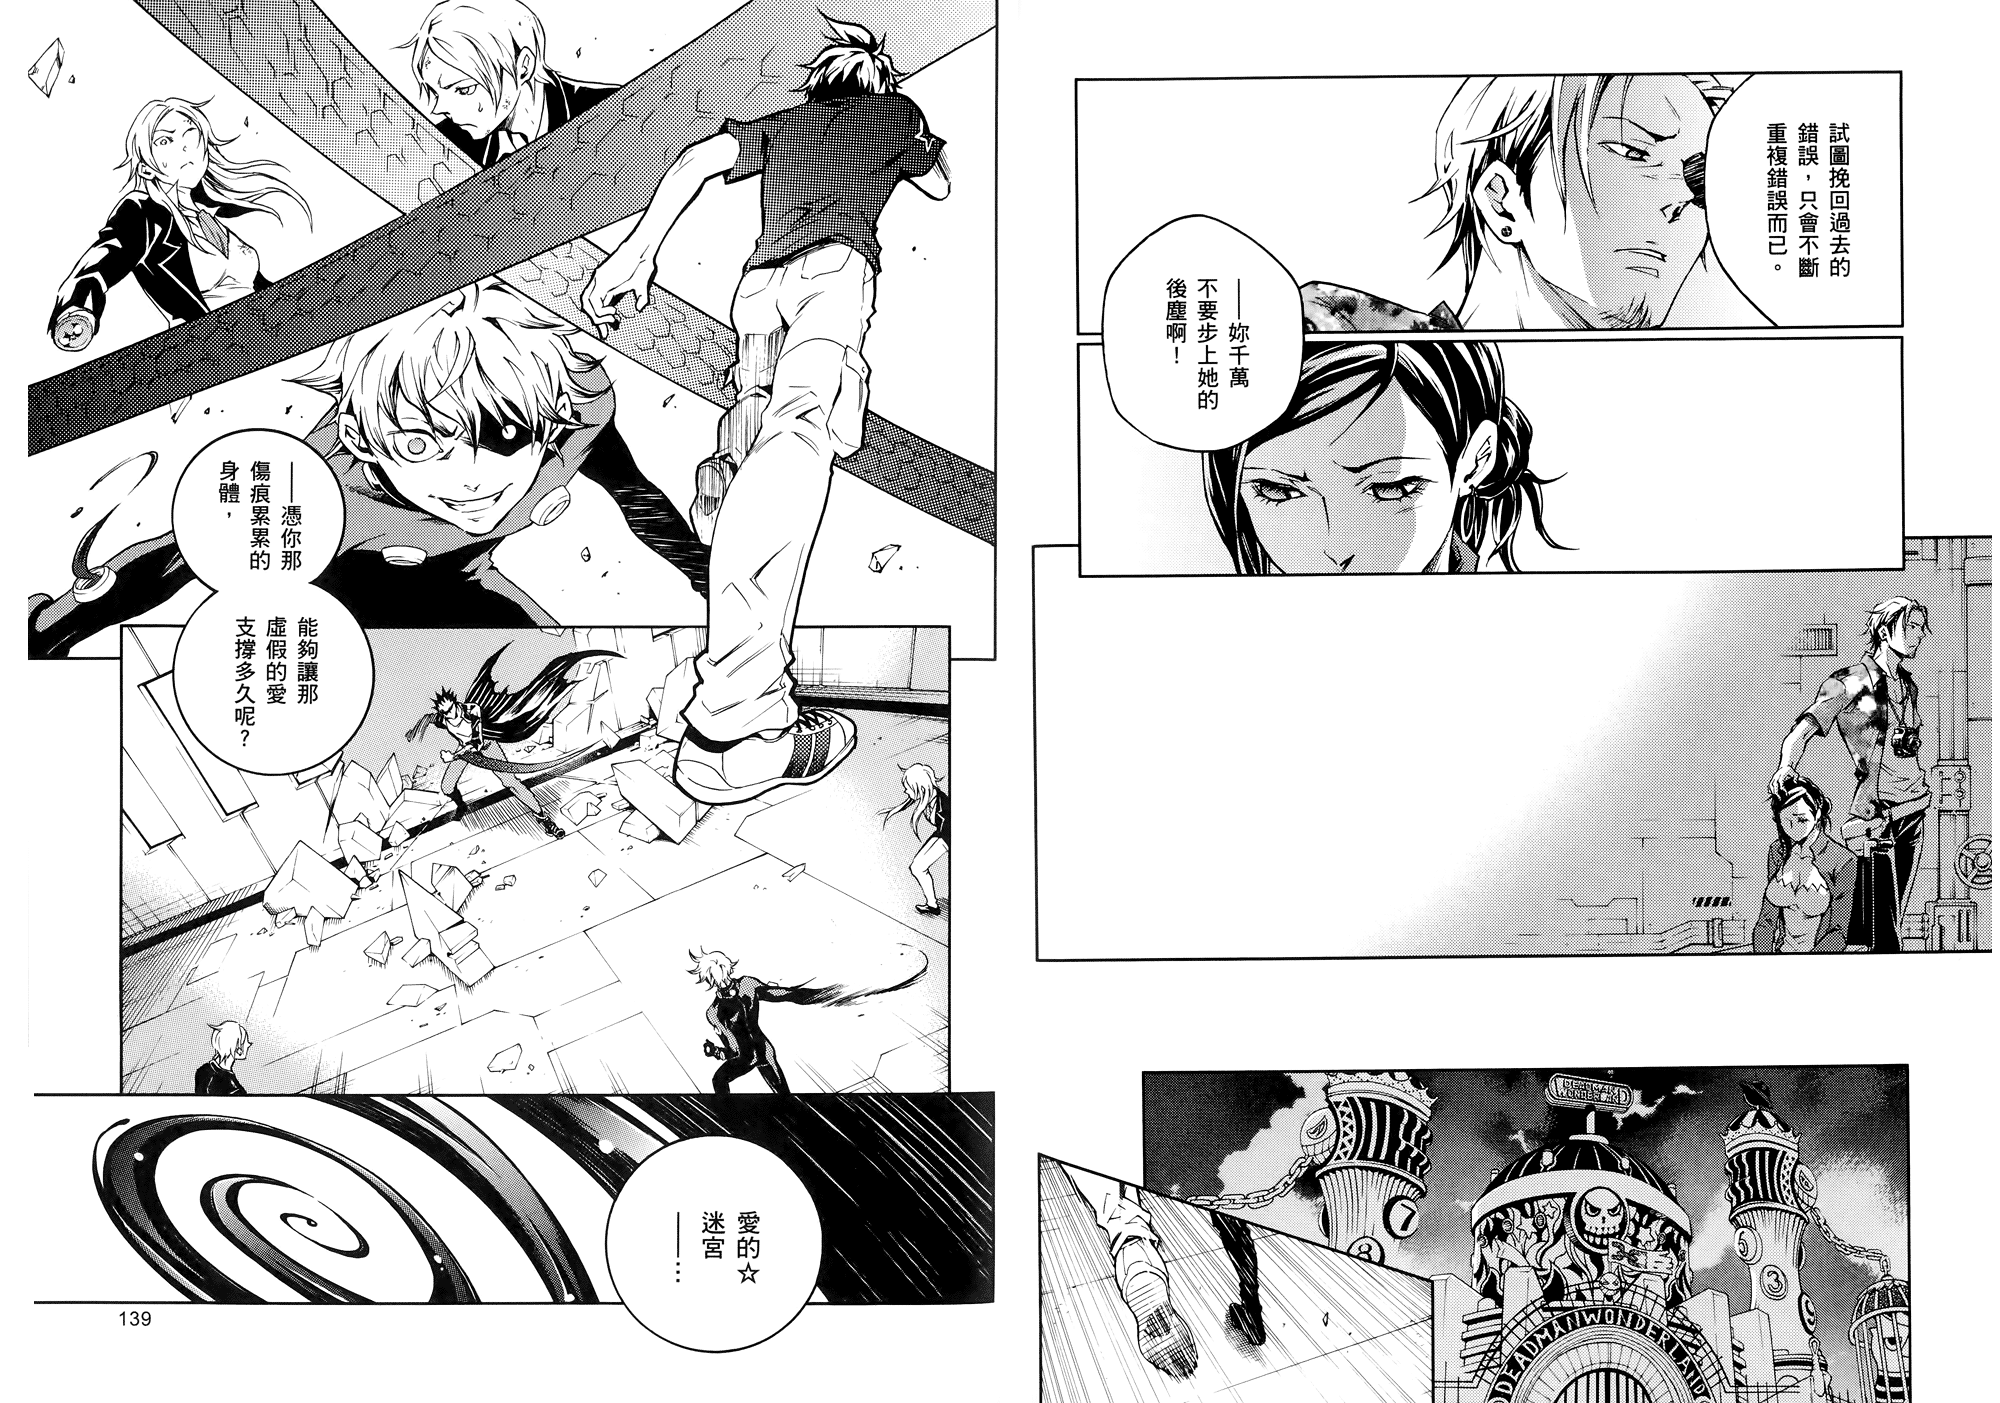 試圖挽回過去的
錯誤，只會不斷
重複錯誤而已。
——妳千萬
不要步上她的
後塵啊！
DEADMAN
WONDERLAND
7
8
5
3
9
DEADMANWONDERLAND
——憑你那
傷痕累累的
身體，
能夠讓那
虛假的愛
支撐多久呢？
愛的☆
迷宮
——…
139